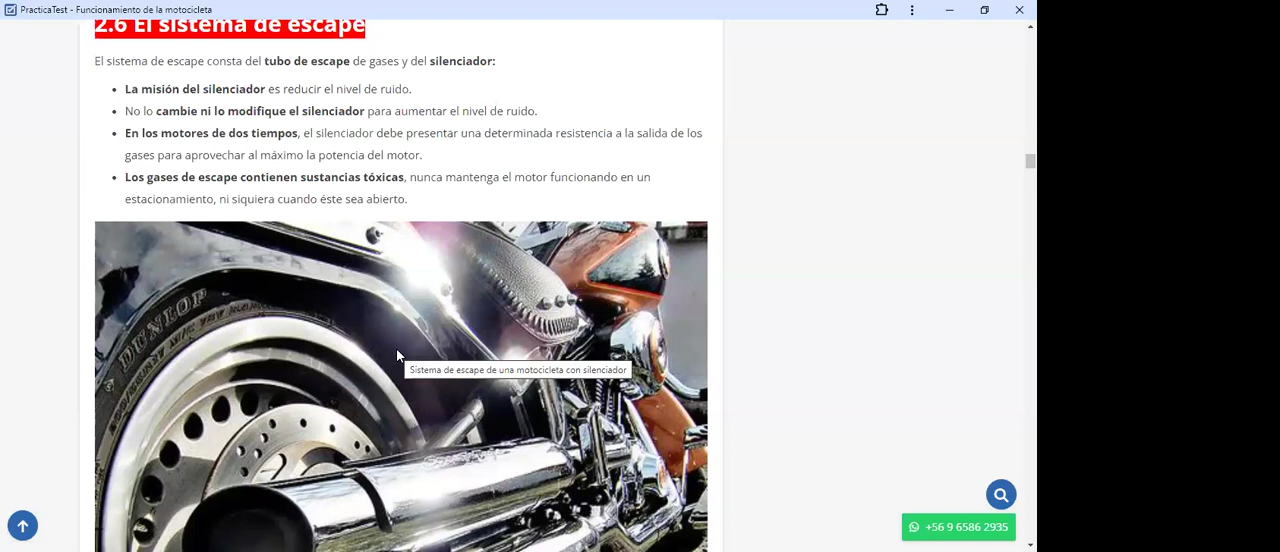 PracticaTest - Funcionamiento de la motocicleta
2.6 El sistema de escape
El sistema de escape consta del tubo de escape de gases y del silenciador:
• La misión del silenciador es reducir el nivel de ruido.
• No lo cambie ni lo modifique el silenciador para aumentar el nivel de ruido.
• En los motores de dos tiempos, el silenciador debe presentar una determinada resistencia a la salida de los
gases para aprovechar al máximo la potencia del motor.
• Los gases de escape contienen sustancias tóxicas, nunca mantenga el motor funcionando en un
estacionamiento, ni siquiera cuando éste sea abierto.
DUNLOP
Sistema de escape de una motocicleta con silenciador
+56 9 6586 2935